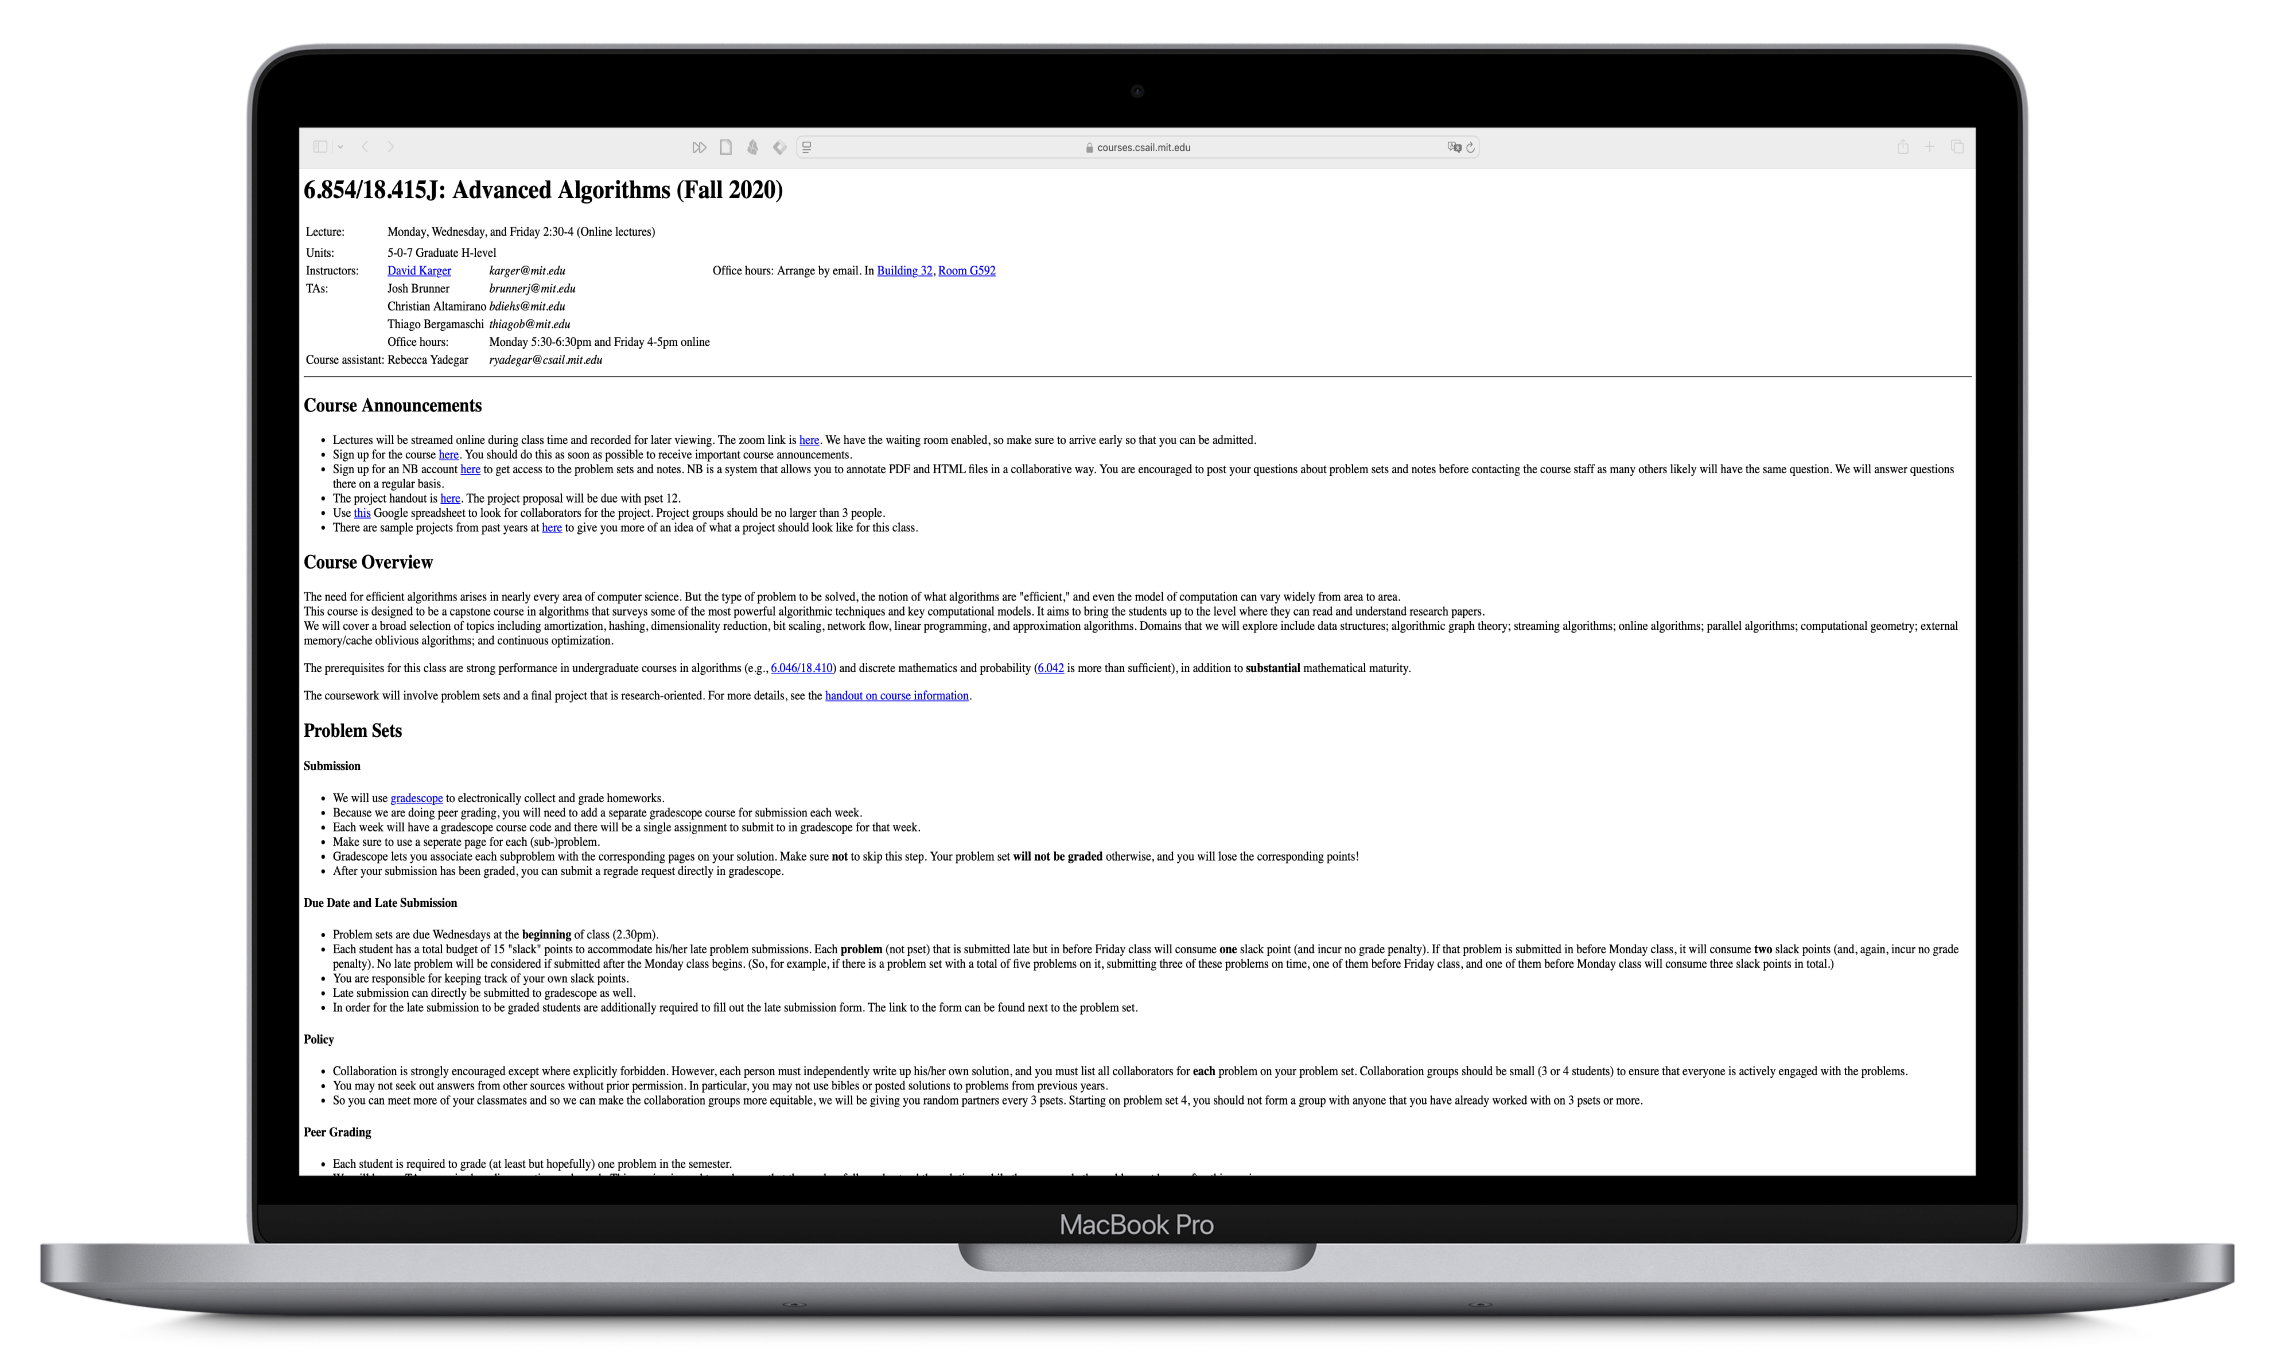 courses.csail.mit.edu
6.854/18.415J: Advanced Algorithms (Fall 2020)
Lecture: Monday, Wednesday, and Friday 2:30-4 (Online lectures)
Units: 5-0-7 Graduate H-level
Instructors: David Karger karger@mit.edu Office hours: Arrange by email. In Building 32, Room G592
TAs: Josh Brunner brunnerj@mit.edu
Christian Altamirano bdiehs@mit.edu
Thiago Bergamaschi thiagob@mit.edu
Office hours: Monday 5:30-6:30pm and Friday 4-5pm online
Course assistant: Rebecca Yadegar ryadegar@csail.mit.edu
Course Announcements
• Lectures will be streamed online during class time and recorded for later viewing. The zoom link is here. We have the waiting room enabled, so make sure to arrive early so that you can be admitted.
• Sign up for the course here. You should do this as soon as possible to receive important course announcements.
• Sign up for an NB account here to get access to the problem sets and notes. NB is a system that allows you to annotate PDF and HTML files in a collaborative way. You are encouraged to post your questions about problem sets and notes before contacting the course staff as many others likely will have the same question. We will answer questions
there on a regular basis.
• The project handout is here. The project proposal will be due with pset 12.
• Use this Google spreadsheet to look for collaborators for the project. Project groups should be no larger than 3 people.
• There are sample projects from past years at here to give you more of an idea of what a project should look like for this class.
Course Overview
The need for efficient algorithms arises in nearly every area of computer science. But the type of problem to be solved, the notion of what algorithms are "efficient," and even the model of computation can vary widely from area to area.
This course is designed to be a capstone course in algorithms that surveys some of the most powerful algorithmic techniques and key computational models. It aims to bring the students up to the level where they can read and understand research papers.
We will cover a broad selection of topics including amortization, hashing, dimensionality reduction, bit scaling, network flow, linear programming, and approximation algorithms. Domains that we will explore include data structures; algorithmic graph theory; streaming algorithms; online algorithms; parallel algorithms; computational geometry; external
memory/cache oblivious algorithms; and continuous optimization.
The prerequisites for this class are strong performance in undergraduate courses in algorithms (e.g., 6.046/18.410) and discrete mathematics and probability (6.042 is more than sufficient), in addition to substantial mathematical maturity.
The coursework will involve problem sets and a final project that is research-oriented. For more details, see the handout on course information.
Problem Sets
Submission
• We will use gradescope to electronically collect and grade homeworks.
• Because we are doing peer grading, you will need to add a separate gradescope course for submission each week.
• Each week will have a gradescope course code and there will be a single assignment to submit to in gradescope for that week.
• Make sure to use a seperate page for each (sub-)problem.
• Gradescope lets you associate each subproblem with the corresponding pages on your solution. Make sure not to skip this step. Your problem set will not be graded otherwise, and you will lose the corresponding points!
• After your submission has been graded, you can submit a regrade request directly in gradescope.
Due Date and Late Submission
• Problem sets are due Wednesdays at the beginning of class (2.30pm).
• Each student has a total budget of 15 "slack" points to accommodate his/her late problem submissions. Each problem (not pset) that is submitted late but in before Friday class will consume one slack point (and incur no grade penalty). If that problem is submitted in before Monday class, it will consume two slack points (and, again, incur no grade
penalty). No late problem will be considered if submitted after the Monday class begins. (So, for example, if there is a problem set with a total of five problems on it, submitting three of these problems on time, one of them before Friday class, and one of them before Monday class will consume three slack points in total.)
• You are responsible for keeping track of your own slack points.
• Late submission can directly be submitted to gradescope as well.
• In order for the late submission to be graded students are additionally required to fill out the late submission form. The link to the form can be found next to the problem set.
Policy
• Collaboration is strongly encouraged except where explicitly forbidden. However, each person must independently write up his/her own solution, and you must list all collaborators for each problem on your problem set. Collaboration groups should be small (3 or 4 students) to ensure that everyone is actively engaged with the problems.
• You may not seek out answers from other sources without prior permission. In particular, you may not use bibles or posted solutions to problems from previous years.
• So you can meet more of your classmates and so we can make the collaboration groups more equitable, we will be giving you random partners every 3 psets. Starting on problem set 4, you should not form a group with anyone that you have already worked with on 3 psets or more.
Peer Grading
• Each student is required to grade (at least but hopefully) one problem in the semester.
MacBook Pro